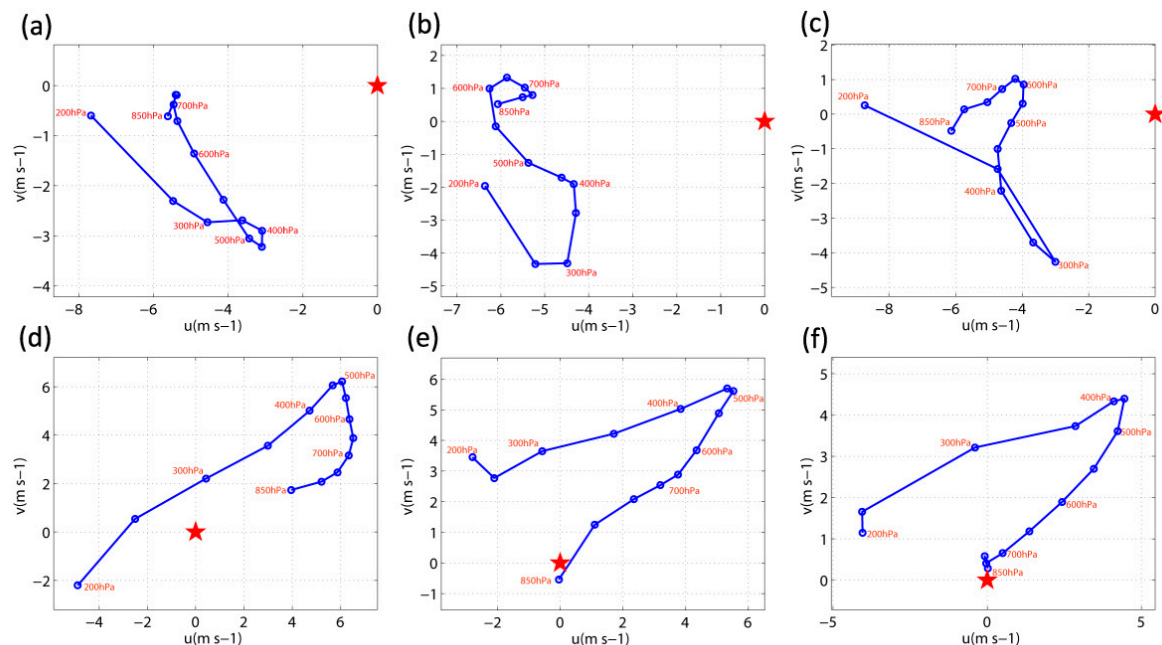 (a)
v(m s−1)
0
−1
−2
−3
−4
200hPa
850hPa
700hPa
600hPa
300hPa
400hPa
500hPa
−8 −6 −4 −2 0
u(m s−1)
(b)
v(m s−1)
2
1
0
−1
−2
−3
−4
−5
600hPa
700hPa
850hPa
500hPa
200hPa
400hPa
300hPa
−7 −6 −5 −4 −3 −2 −1 0
u(m s−1)
(c)
v(m s−1)
2
1
0
−1
−2
−3
−4
−5
200hPa
700hPa
600hPa
850hPa
500hPa
400hPa
300hPa
−8 −6 −4 −2 0
u(m s−1)
(d)
v(m s−1)
6
4
2
0
−2
500hPa
400hPa
600hPa
700hPa
300hPa
850hPa
200hPa
−4 −2 0 2 4 6
u(m s−1)
(e)
v(m s−1)
6
5
4
3
2
1
0
−1
400hPa
500hPa
300hPa
200hPa
600hPa
700hPa
850hPa
−2 0 2 4 6
u(m s−1)
(f)
v(m s−1)
5
4
3
2
1
0
400hPa
300hPa
500hPa
600hPa
200hPa
700hPa
850hPa
−5 0 5
u(m s−1)